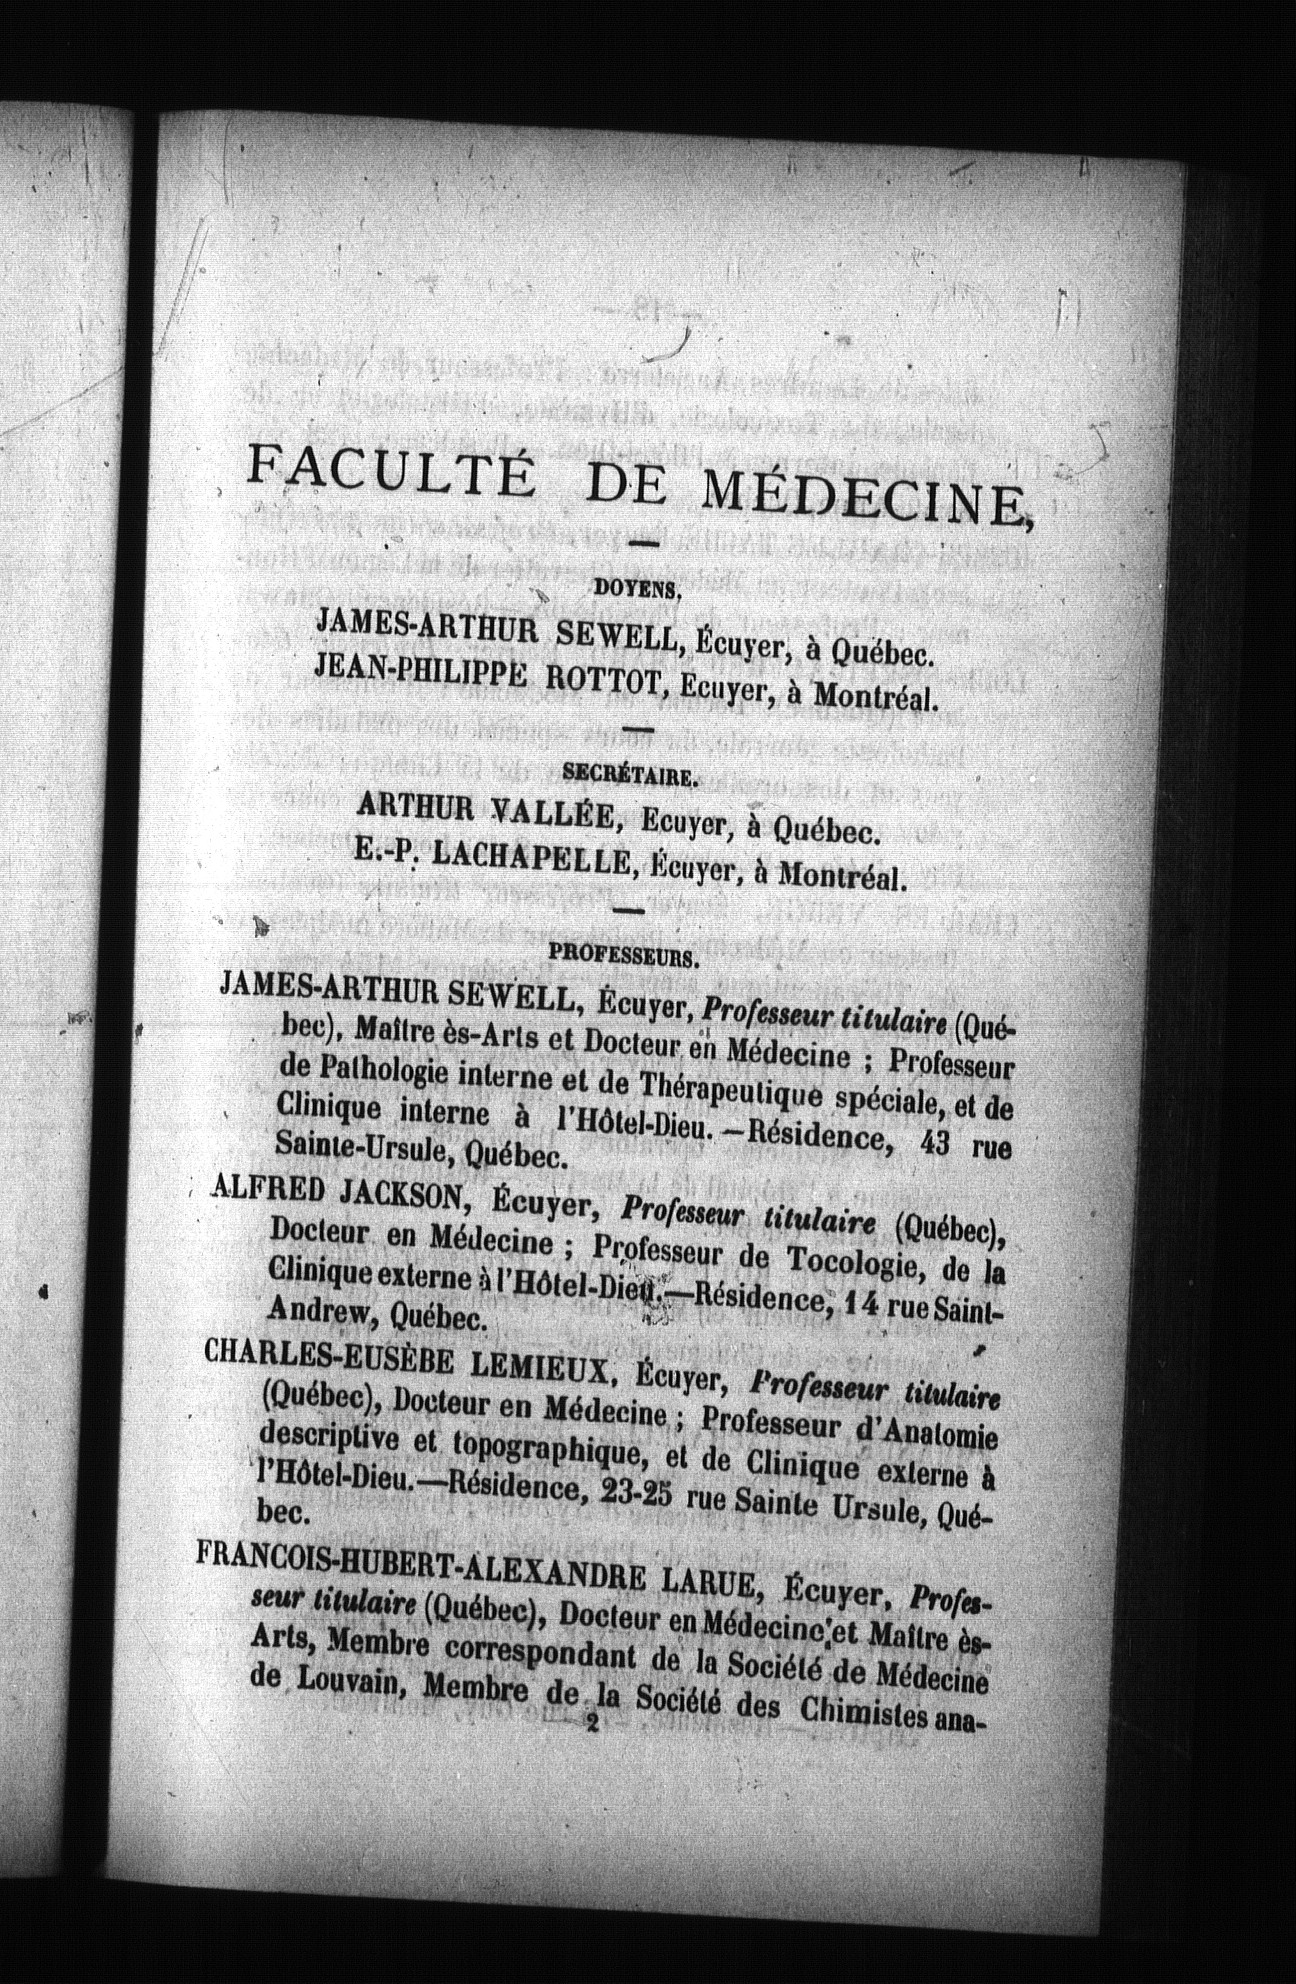 FACULTÉ DE MÉDECINE,
DOYENS.
JAMES-ARTHUR SEWELL, Écuyer, à Québec.
JEAN-PHILIPPE ROTTOT, Ecuyer, à Montréal.
SECRÉTAIRE.
ARTHUR VALLÉE, Ecuyer, à Québec.
E.-P. LACHAPELLE, Écuyer, à Montréal.
PROFESSEURS.
JAMES-ARTHUR SEWELL, Écuyer, Professeur titulaire (Qué-
bec), Maître ès-Arts et Docteur en Médecine ; Professeur
de Pathologie interne et de Thérapeutique spéciale, et de
Clinique interne à l'Hôtel-Dieu. —Résidence, 43 rue
Sainte-Ursule, Québec.
ALFRED JACKSON, Écuyer, Professeur titulaire (Québec),
Docteur en Médecine ; Professeur de Tocologie, de la
Clinique externe à l'Hôtel-Dieu.—Résidence, 14 rue Saint-
Andrew, Québec.
CHARLES-EUSÈBE LEMIEUX, Écuyer, Professeur titulaire
(Québec), Docteur en Médecine ; Professeur d'Anatomie
descriptive et topographique, et de Clinique externe à
l'Hôtel-Dieu.—Résidence, 23-25 rue Sainte Ursule, Qué-
bec.
FRANCOIS-HUBERT-ALEXANDRE LARUE, Écuyer, Profes-
seur titulaire (Québec), Docteur en Médecine et Maître ès-
Arts, Membre correspondant de la Société de Médecine
de Louvain, Membre de la Société des Chimistes ana-
2